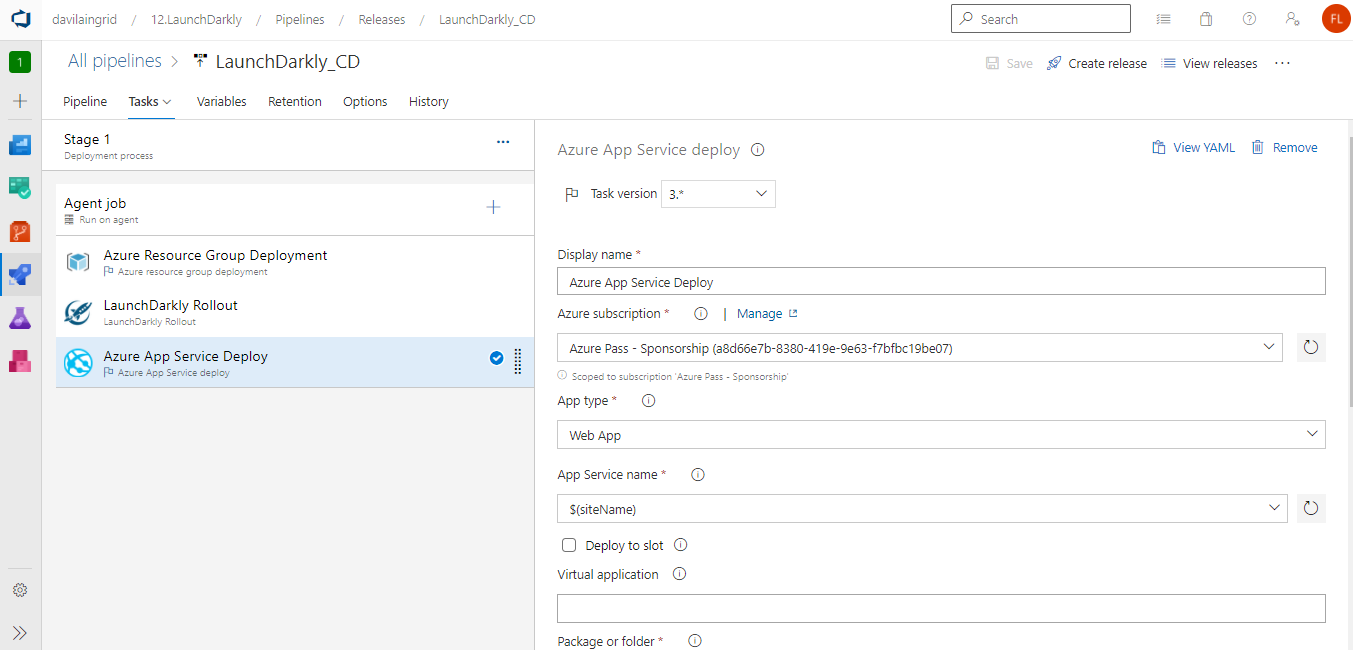 davilaingrid / 12.LaunchDarkly / Pipelines / Releases / LaunchDarkly_CD
Search
FL
1
All pipelines > LaunchDarkly_CD
Save Create release View releases ...
Pipeline Tasks Variables Retention Options History
Stage 1
Deployment process
...
Agent job
Run on agent
Azure Resource Group Deployment
Azure resource group deployment
LaunchDarkly Rollout
LaunchDarkly Rollout
Azure App Service Deploy
Azure App Service deploy
Azure App Service deploy
View YAML Remove
Task version 3.*
Display name *
Azure App Service Deploy
Azure subscription * | Manage
Azure Pass - Sponsorship (a8d66e7b-8380-419e-9e63-f7bfbc19be07)
Scoped to subscription 'Azure Pass - Sponsorship'
App type *
Web App
App Service name *
$(siteName)
Deploy to slot
Virtual application
Package or folder *